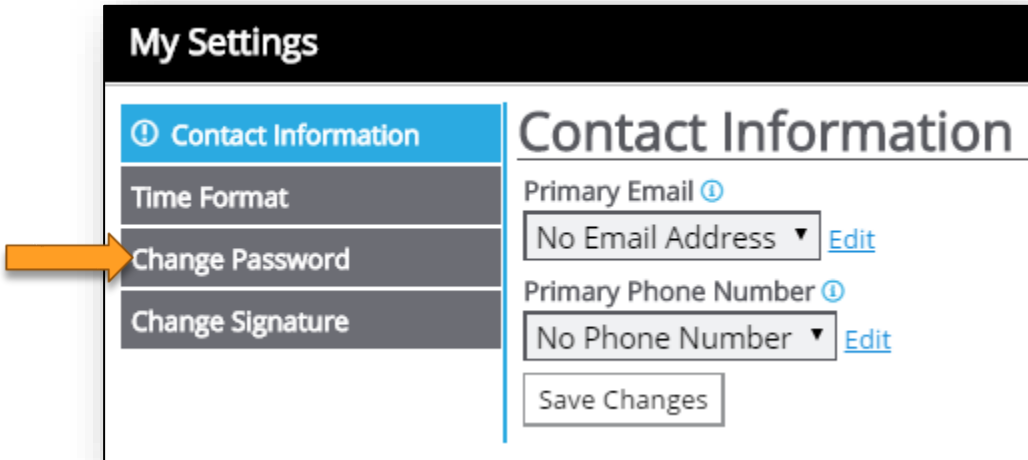 My Settings
Contact Information
Time Format
Change Password
Change Signature
Contact Information
Primary Email
No Email Address Edit
Primary Phone Number
No Phone Number Edit
Save Changes